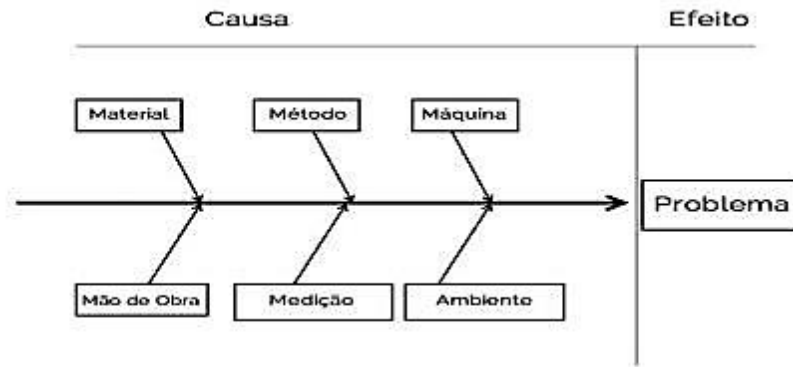 Causa
Efeito
Material
Método
Máquina
Problema
Mão de Obra
Medição
Ambiente